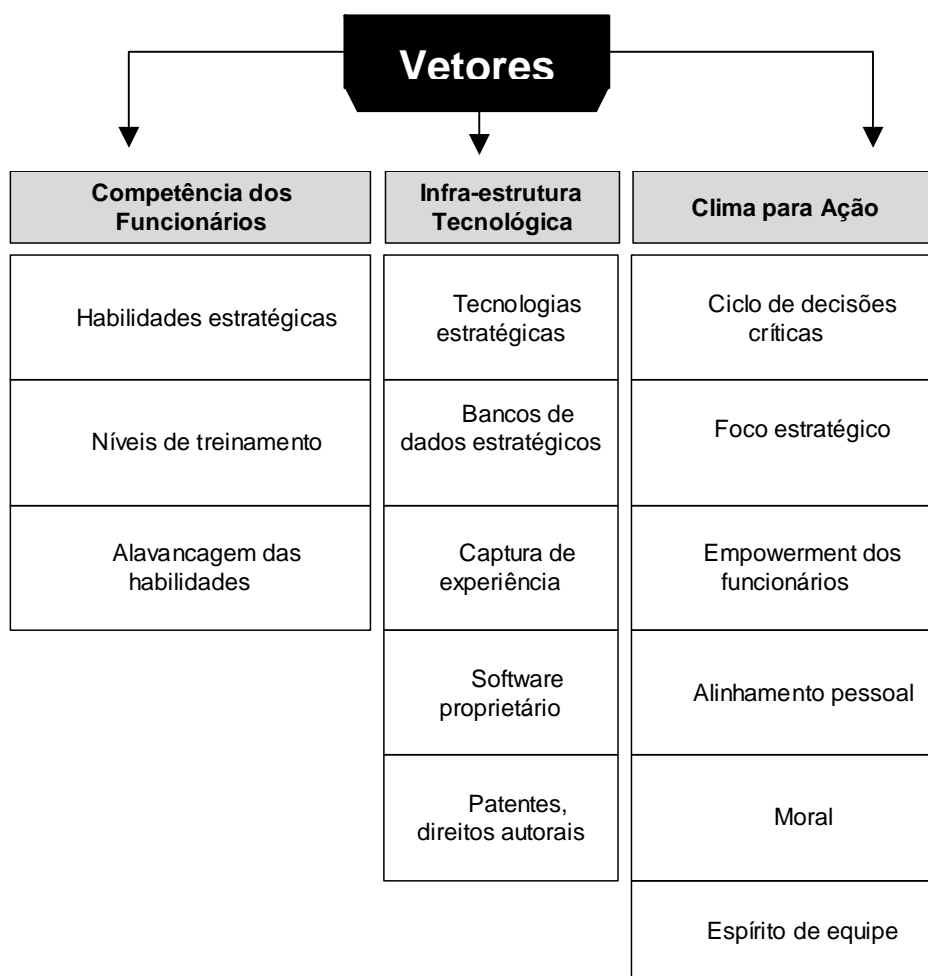 Vetores
Competência dos
Funcionários
Habilidades estratégicas
Níveis de treinamento
Alavancagem das
habilidades
Infra-estrutura
Tecnológica
Tecnologias
estratégicas
Bancos de
dados estratégicos
Captura de
experiência
Software
proprietário
Patentes,
direitos autorais
Clima para Ação
Ciclo de decisões
críticas
Foco estratégico
Empowerment dos
funcionários
Alinhamento pessoal
Moral
Espírito de equipe